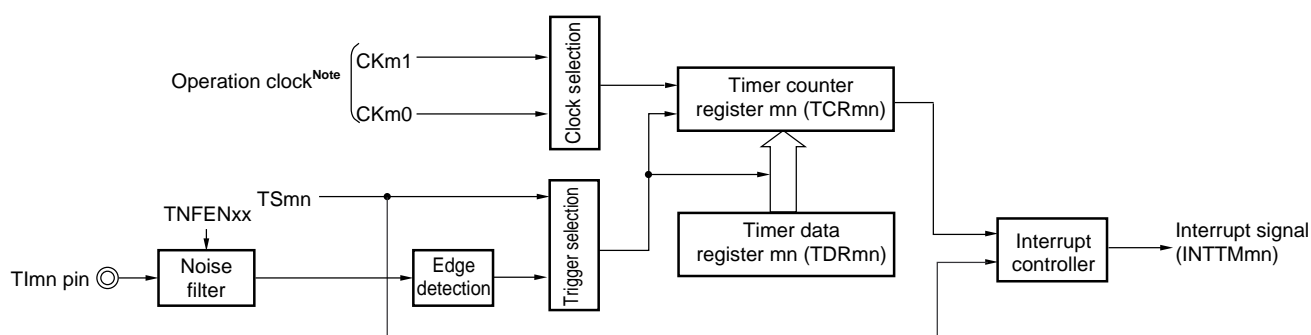 Operation clockNote
CKm1
CKm0
Clock selection
Timer counter
register mn (TCRmn)
TSmn
TNFENxx
TImn pin
Noise
filter
Edge
detection
Trigger selection
Timer data
register mn (TDRmn)
Interrupt
controller
Interrupt signal
(INTTMmn)